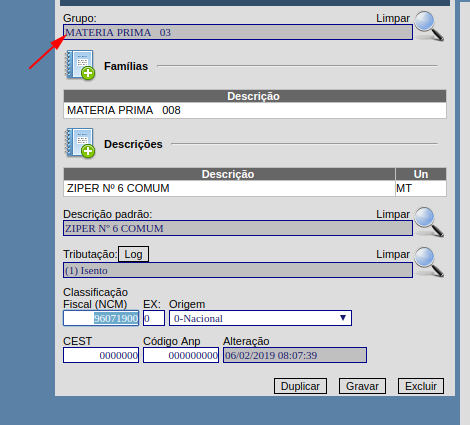 Grupo: Limpar
MATERIA PRIMA 03
Famílias
Descrição
MATERIA PRIMA 008
Descrições
Descrição Un
ZIPER Nº 6 COMUM MT
Descrição padrão: Limpar
ZIPER Nº 6 COMUM
Tributação: Log Limpar
(1) Isento
Classificação
Fiscal (NCM) EX: Origem
96071900 0 0-Nacional
CEST Código Anp Alteração
0000000 000000000 06/02/2019 08:07:39
Duplicar Gravar Excluir